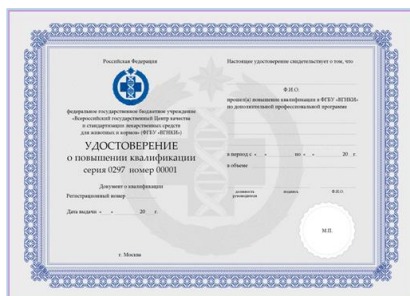 Российская Федерация
федеральное государственное бюджетное учреждение
«Всероссийский государственный Центр качества
и стандартизации лекарственных средств
для животных и кормов» (ФГБУ «ВГНКИ»)
УДОСТОВЕРЕНИЕ
о повышении квалификации
серия 0297 номер 00001
Документ о квалификации
Регистрационный номер
Дата выдачи « » 20 г.
г. Москва
Настоящее удостоверение свидетельствует о том, что
Ф.И.О.
прошел(а) повышение квалификации в ФГБУ «ВГНКИ»
по дополнительной профессиональной программе
в период с « » по « » 20 г.
в объеме
должность руководителя
подпись
Ф.И.О.
М.П.